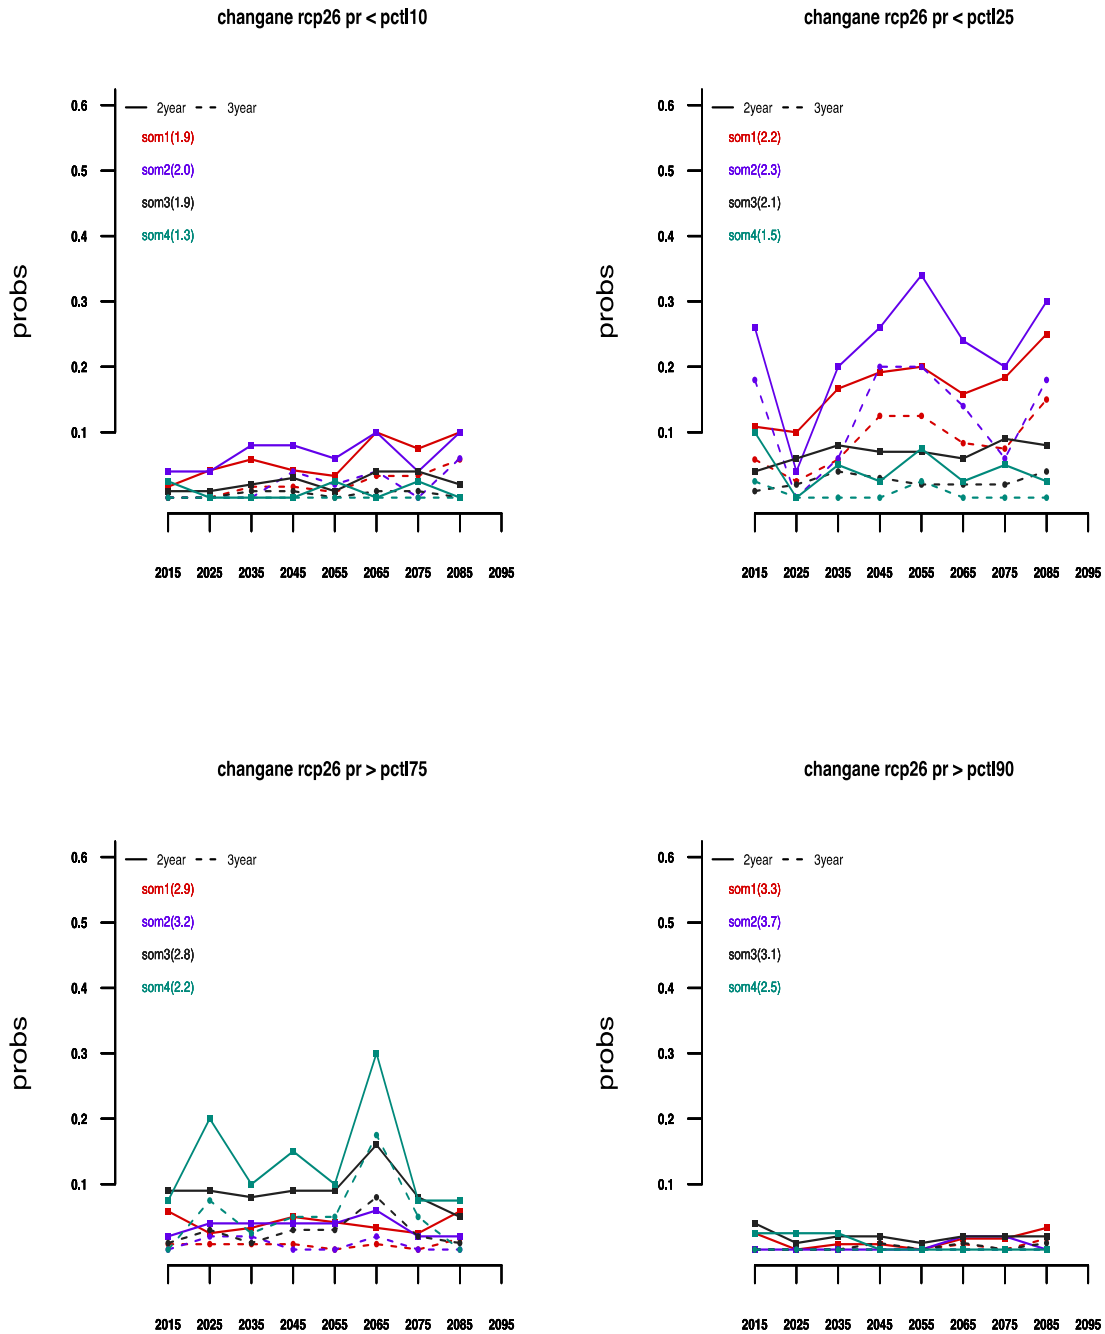 changane rcp26 pr < pctl10
0.6
0.5
0.4
0.3
0.2
0.1
probs
2year
3year
som1(1.9)
som2(2.0)
som3(1.9)
som4(1.3)
2015 2025 2035 2045 2055 2065 2075 2085 2095
changane rcp26 pr < pctl25
0.6
0.5
0.4
0.3
0.2
0.1
probs
2year
3year
som1(2.2)
som2(2.3)
som3(2.1)
som4(1.5)
2015 2025 2035 2045 2055 2065 2075 2085 2095
changane rcp26 pr > pctl75
0.6
0.5
0.4
0.3
0.2
0.1
probs
2year
3year
som1(2.9)
som2(3.2)
som3(2.8)
som4(2.2)
2015 2025 2035 2045 2055 2065 2075 2085 2095
changane rcp26 pr > pctl90
0.6
0.5
0.4
0.3
0.2
0.1
probs
2year
3year
som1(3.3)
som2(3.7)
som3(3.1)
som4(2.5)
2015 2025 2035 2045 2055 2065 2075 2085 2095